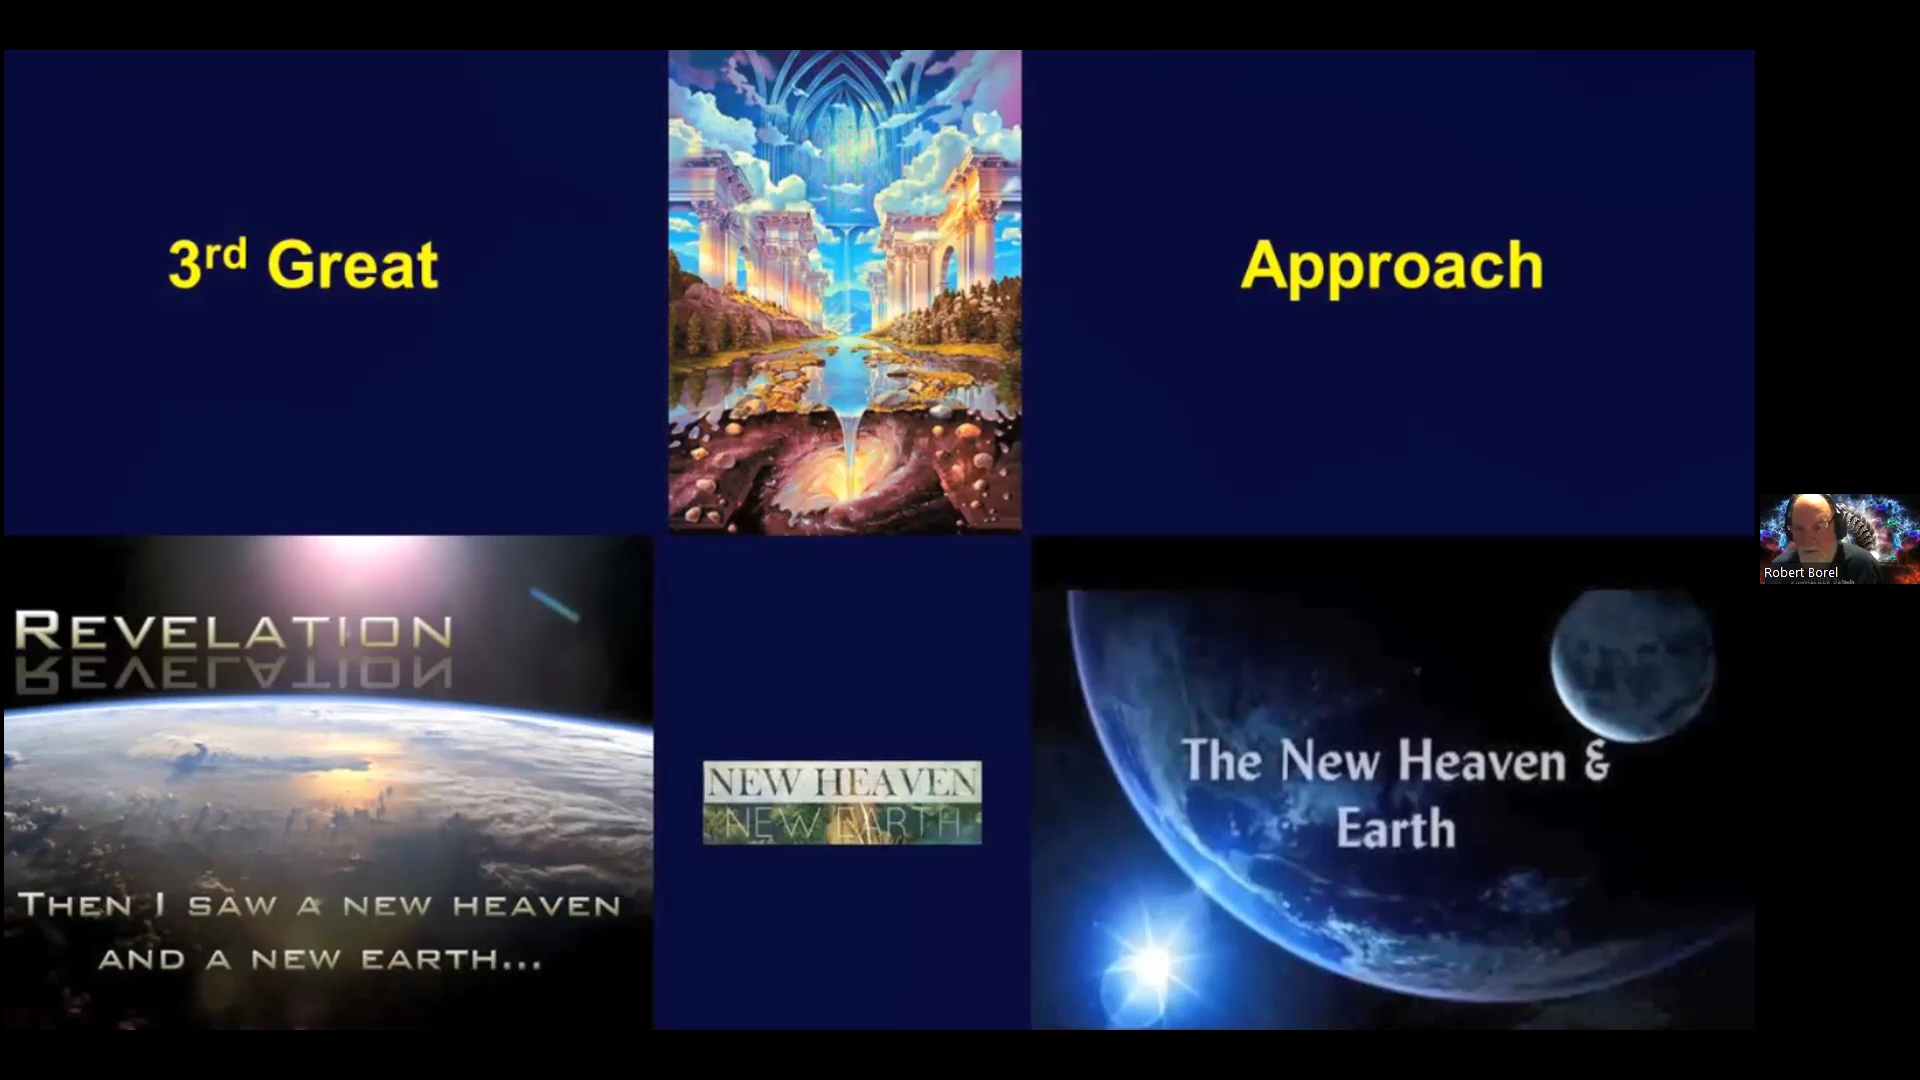 3rd Great
Approach
REVELATION
THEN I SAW A NEW HEAVEN
AND A NEW EARTH...
NEW HEAVEN
NEW EARTH
The New Heaven &
Earth
Robert Borel